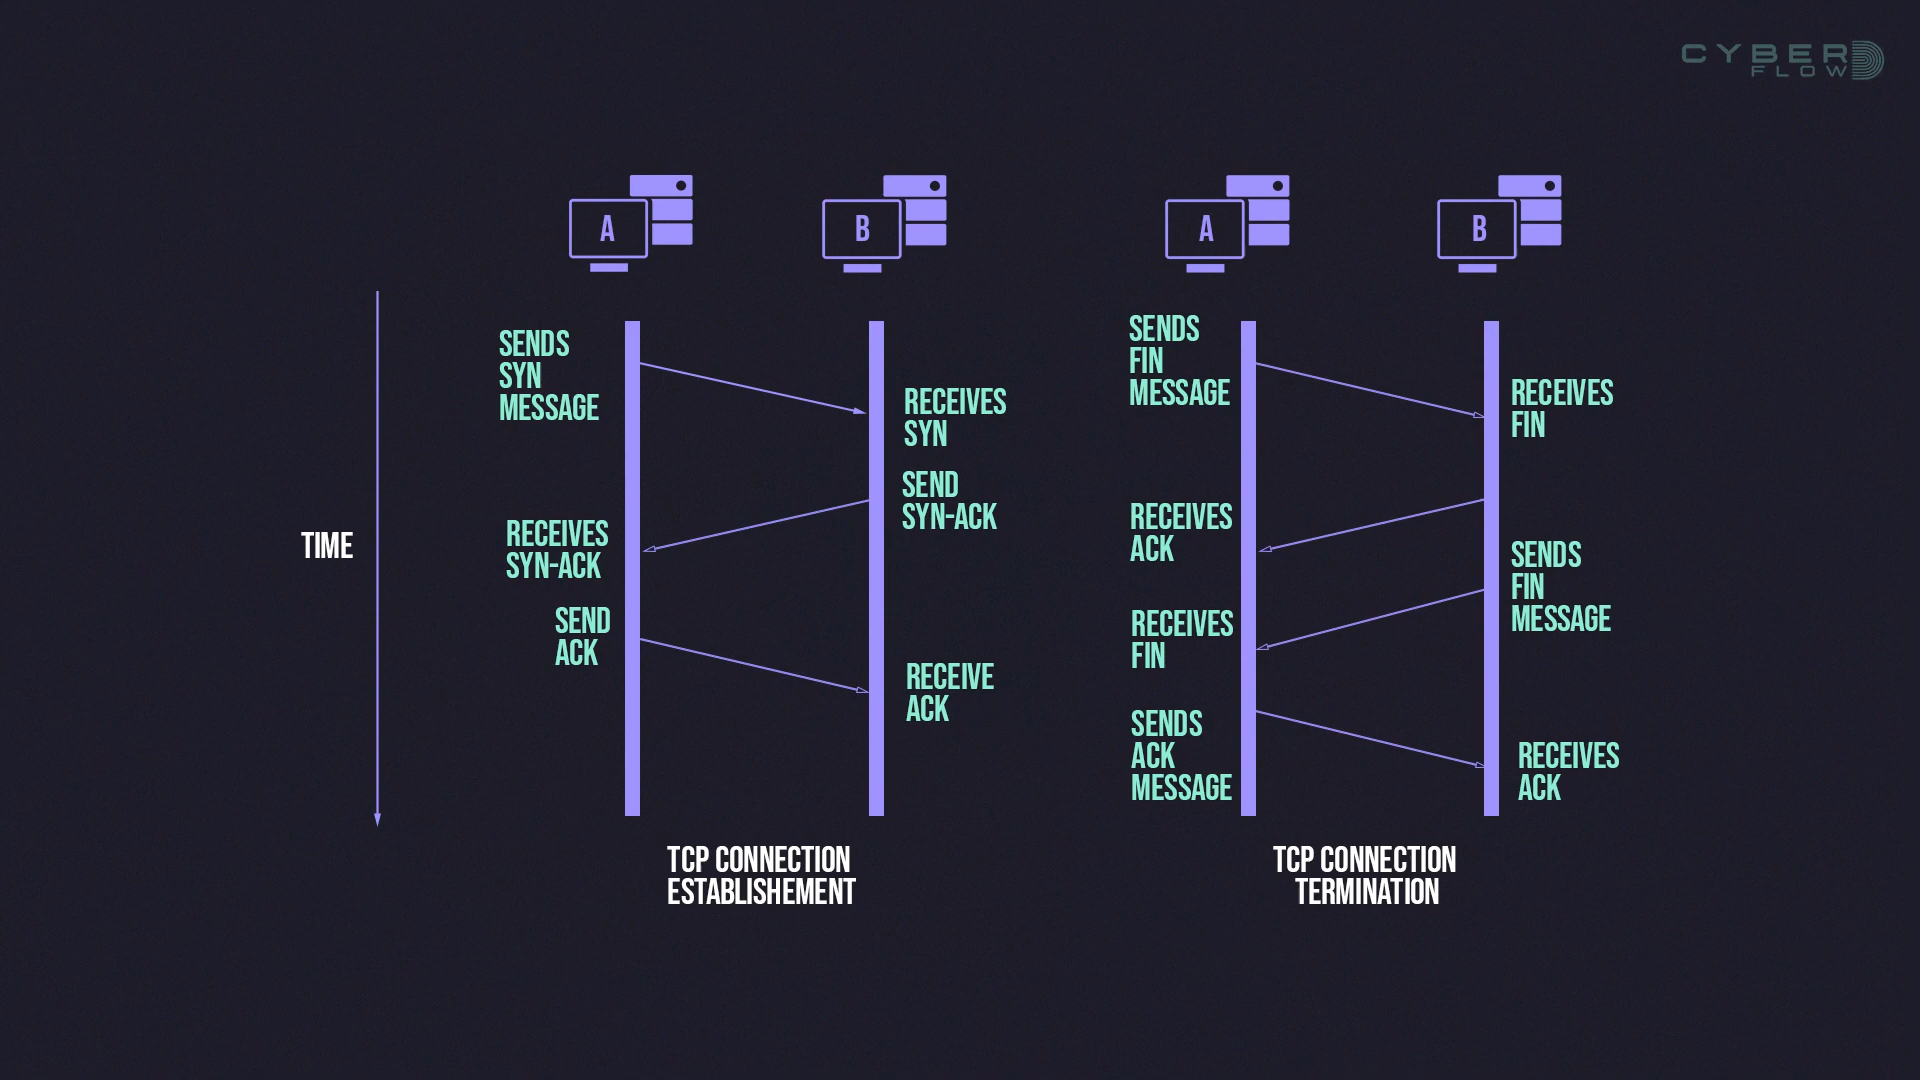 CYBER
FLOW
A
B
A
B
TIME
SENDS
SYN
MESSAGE
RECEIVES
SYN
SEND
SYN-ACK
RECEIVES
SYN-ACK
SEND
ACK
RECEIVE
ACK
TCP CONNECTION
ESTABLISHEMENT
SENDS
FIN
MESSAGE
RECEIVES
FIN
RECEIVES
ACK
SENDS
FIN
MESSAGE
RECEIVES
FIN
SENDS
ACK
MESSAGE
RECEIVES
ACK
TCP CONNECTION
TERMINATION